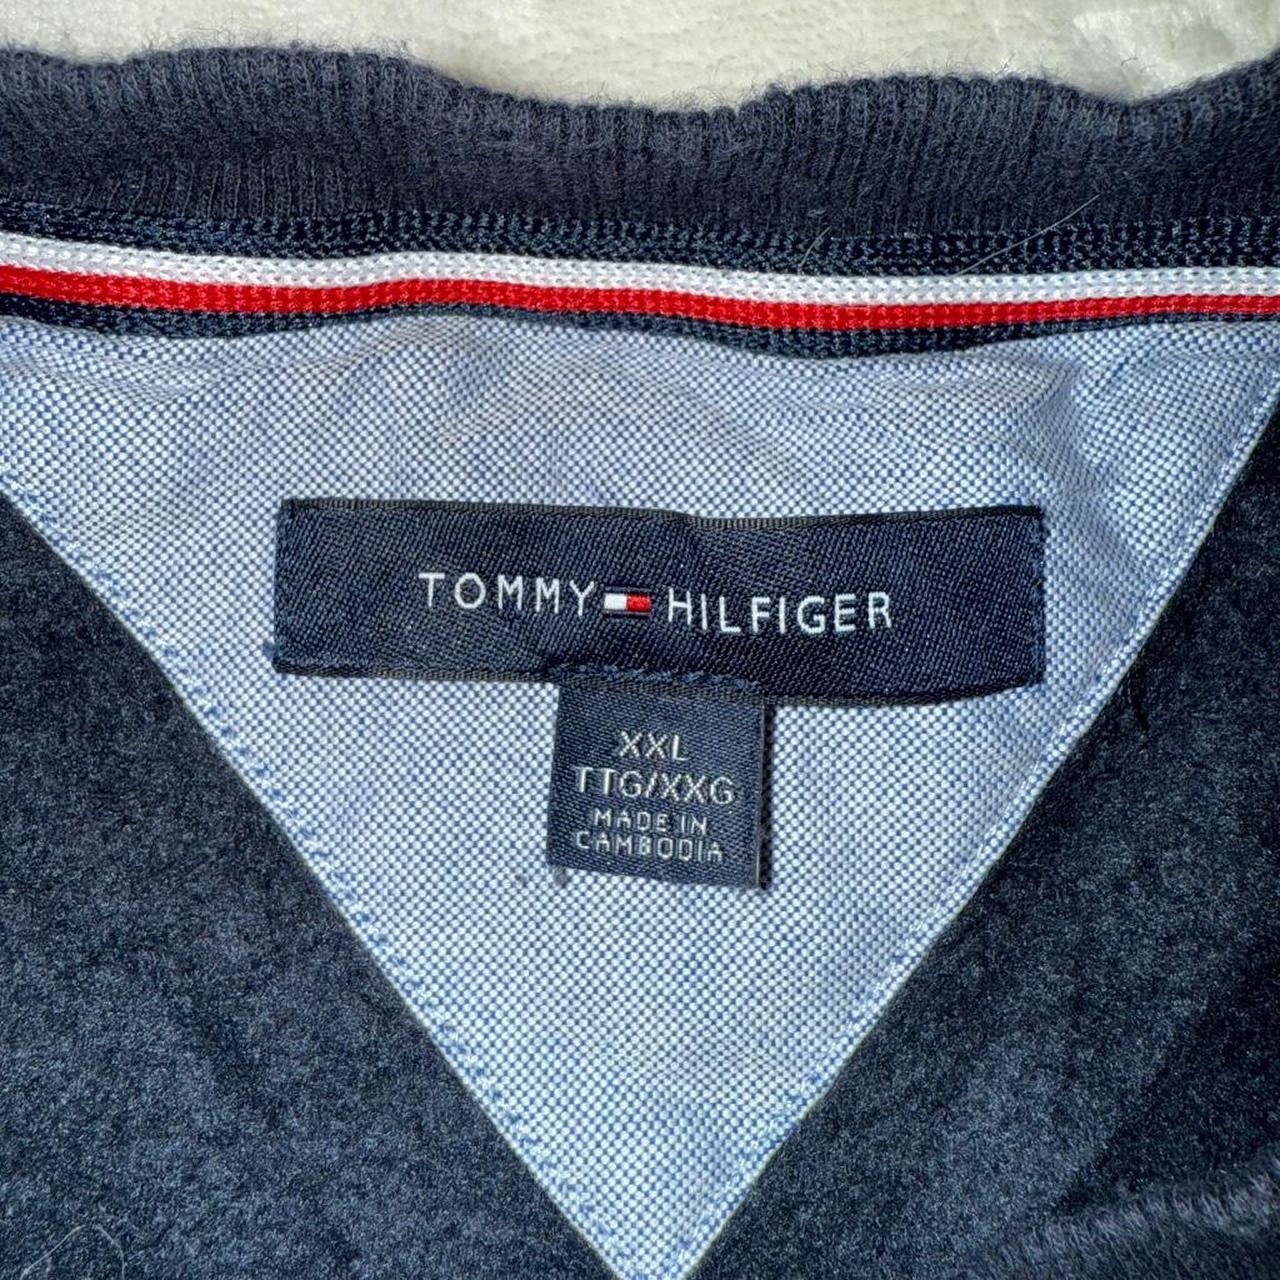 TOMMY HILFIGER
XXL
TTG/XXG
MADE IN
CAMBODIA